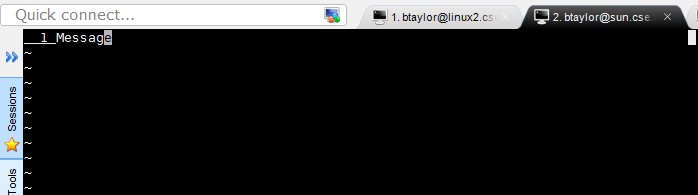 Quick connect...
1. btaylor@linux2.cs
2. btaylor@sun.cse
1 Message
~
~
~
~
~
~
~
~
~
~
Sessions
Tools